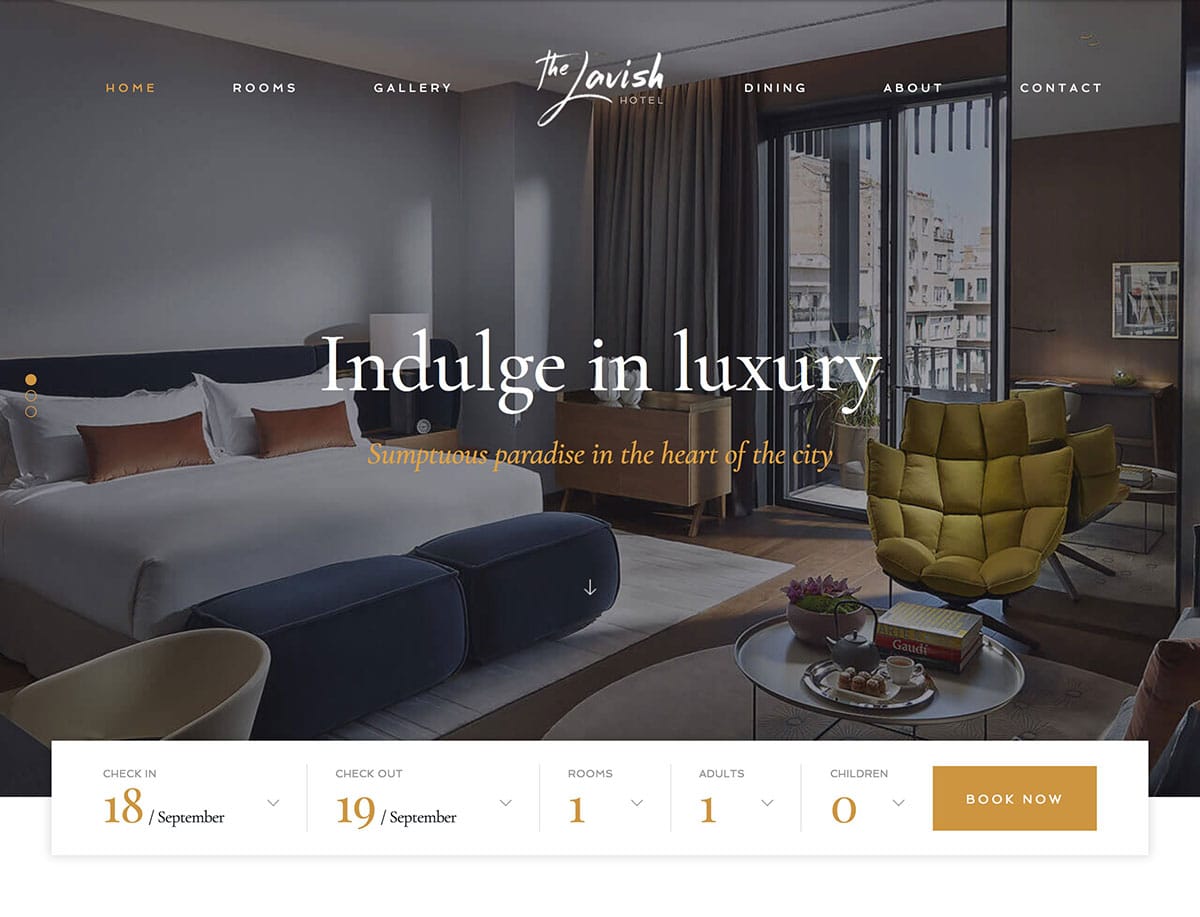 HOME ROOMS GALLERY The Lavish HOTEL DINING ABOUT CONTACT
Indulge in luxury
Sumptuous paradise in the heart of the city
Gaudí
CHECK IN CHECK OUT ROOMS ADULTS CHILDREN
18 / September 19 / September 1 1 0
BOOK NOW